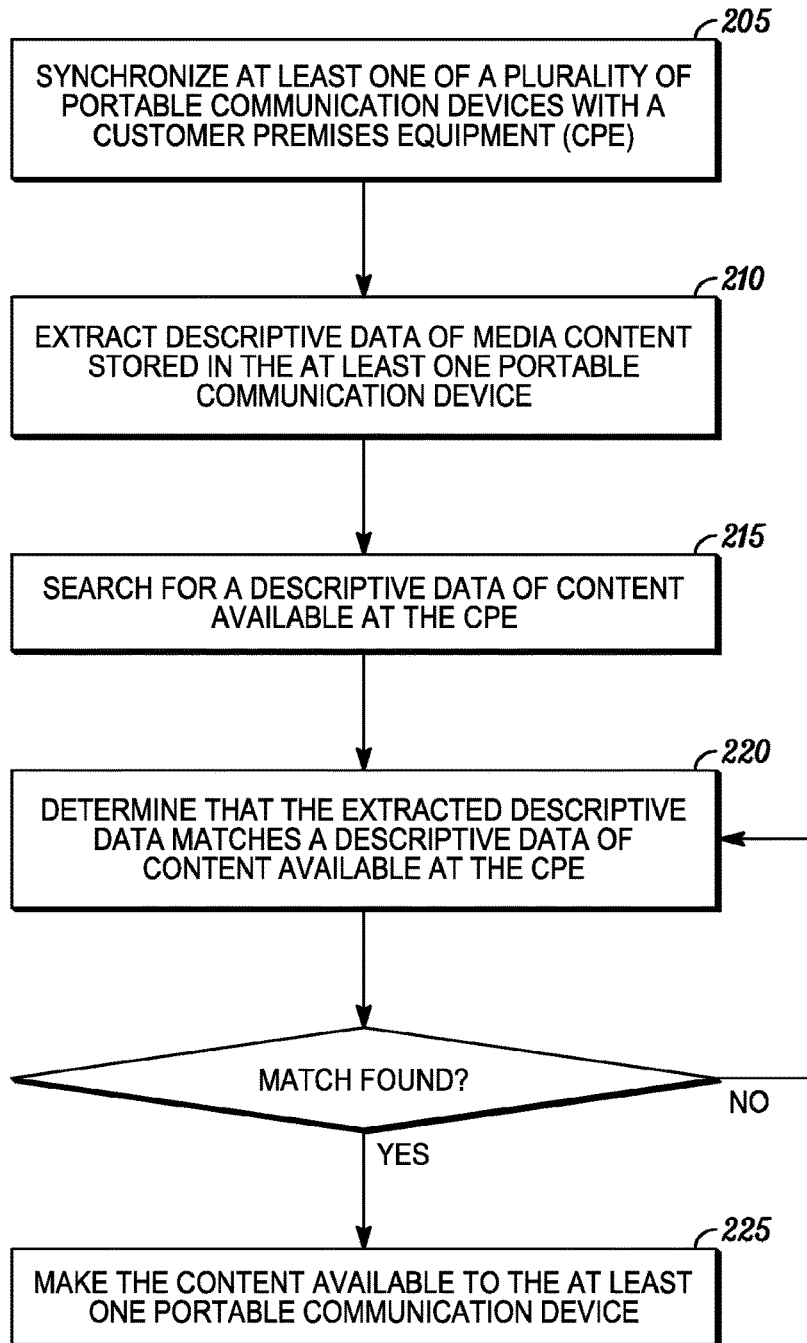 205
SYNCHRONIZE AT LEAST ONE OF A PLURALITY OF
PORTABLE COMMUNICATION DEVICES WITH A
CUSTOMER PREMISES EQUIPMENT (CPE)
210
EXTRACT DESCRIPTIVE DATA OF MEDIA CONTENT
STORED IN THE AT LEAST ONE PORTABLE
COMMUNICATION DEVICE
215
SEARCH FOR A DESCRIPTIVE DATA OF CONTENT
AVAILABLE AT THE CPE
220
DETERMINE THAT THE EXTRACTED DESCRIPTIVE
DATA MATCHES A DESCRIPTIVE DATA OF
CONTENT AVAILABLE AT THE CPE
MATCH FOUND?
NO
YES
225
MAKE THE CONTENT AVAILABLE TO THE AT LEAST
ONE PORTABLE COMMUNICATION DEVICE